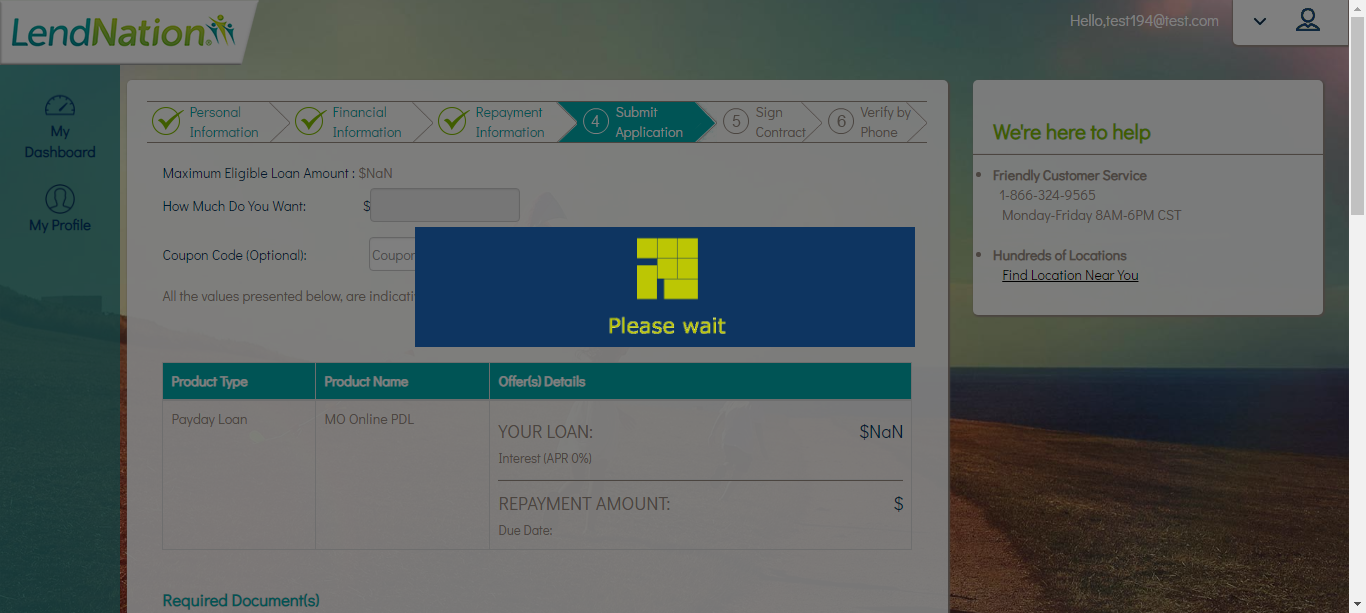 LendNation
Hello,test194@test.com
My
Dashboard
My Profile
Personal
Information
Financial
Information
Repayment
Information
4
Submit
Application
5
Sign
Contract
6
Verify by
Phone
Maximum Eligible Loan Amount : $NaN
How Much Do You Want: $
Coupon Code (Optional): Coupon
All the values presented below, are indicati
Please wait
Product Type Product Name Offer(s) Details
Payday Loan MO Online PDL
YOUR LOAN: $NaN
Interest (APR 0%)
REPAYMENT AMOUNT: $
Due Date:
Required Document(s)
We're here to help
Friendly Customer Service
1-866-324-9565
Monday-Friday 8AM-6PM CST
Hundreds of Locations
Find Location Near You